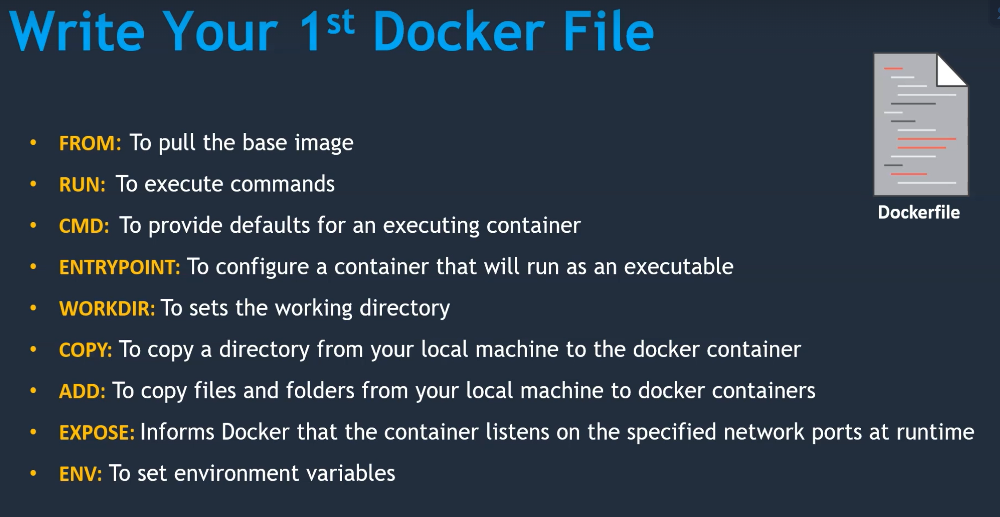 Write Your 1st Docker File
FROM: To pull the base image
RUN: To execute commands
CMD: To provide defaults for an executing container
ENTRYPOINT: To configure a container that will run as an executable
WORKDIR: To sets the working directory
COPY: To copy a directory from your local machine to the docker container
ADD: To copy files and folders from your local machine to docker containers
EXPOSE: Informs Docker that the container listens on the specified network ports at runtime
ENV: To set environment variables
Dockerfile